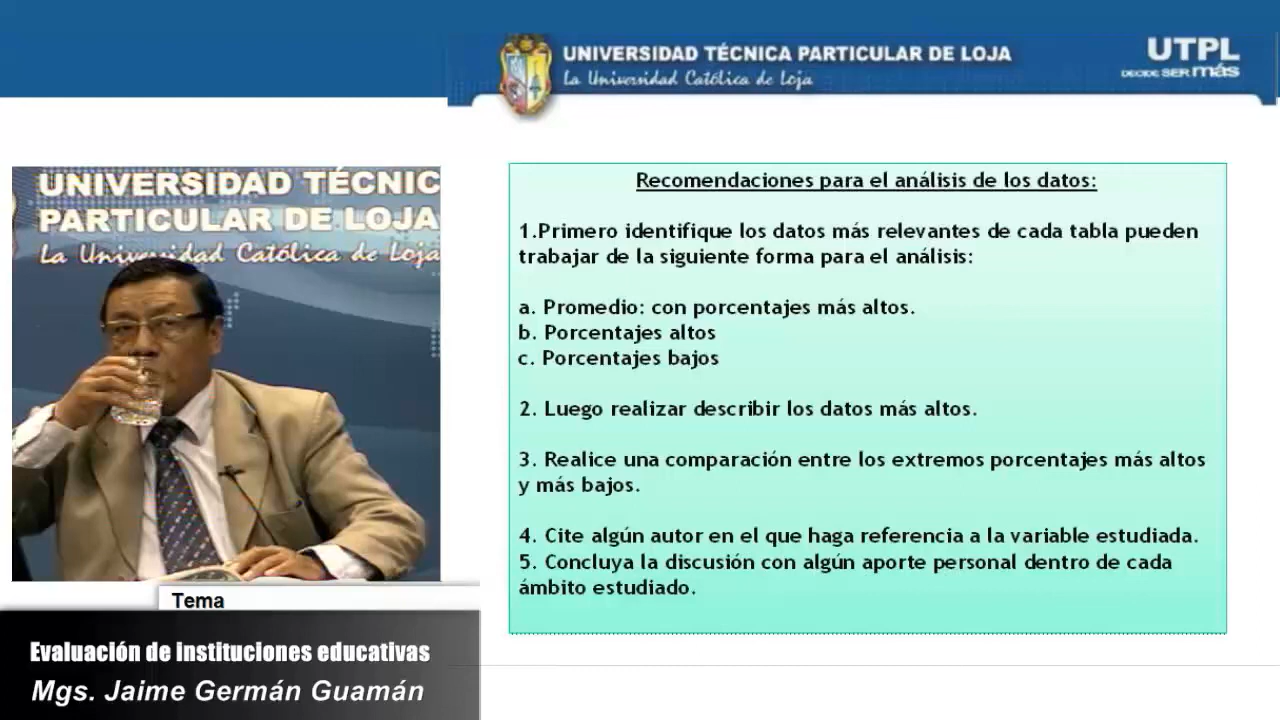 UNIVERSIDAD TÉCNICA PARTICULAR DE LOJA
La Universidad Católica de Loja
UTPL
DECIDE SER más
UNIVERSIDAD TÉCNIC
PARTICULAR DE LOJA
La Universidad Católica de Loja
Recomendaciones para el análisis de los datos:
1.Primero identifique los datos más relevantes de cada tabla pueden
trabajar de la siguiente forma para el análisis:
a. Promedio: con porcentajes más altos.
b. Porcentajes altos
c. Porcentajes bajos
2. Luego realizar describir los datos más altos.
3. Realice una comparación entre los extremos porcentajes más altos
y más bajos.
4. Cite algún autor en el que haga referencia a la variable estudiada.
5. Concluya la discusión con algún aporte personal dentro de cada
ámbito estudiado.
Tema
Evaluación de instituciones educativas
Mgs. Jaime Germán Guamán